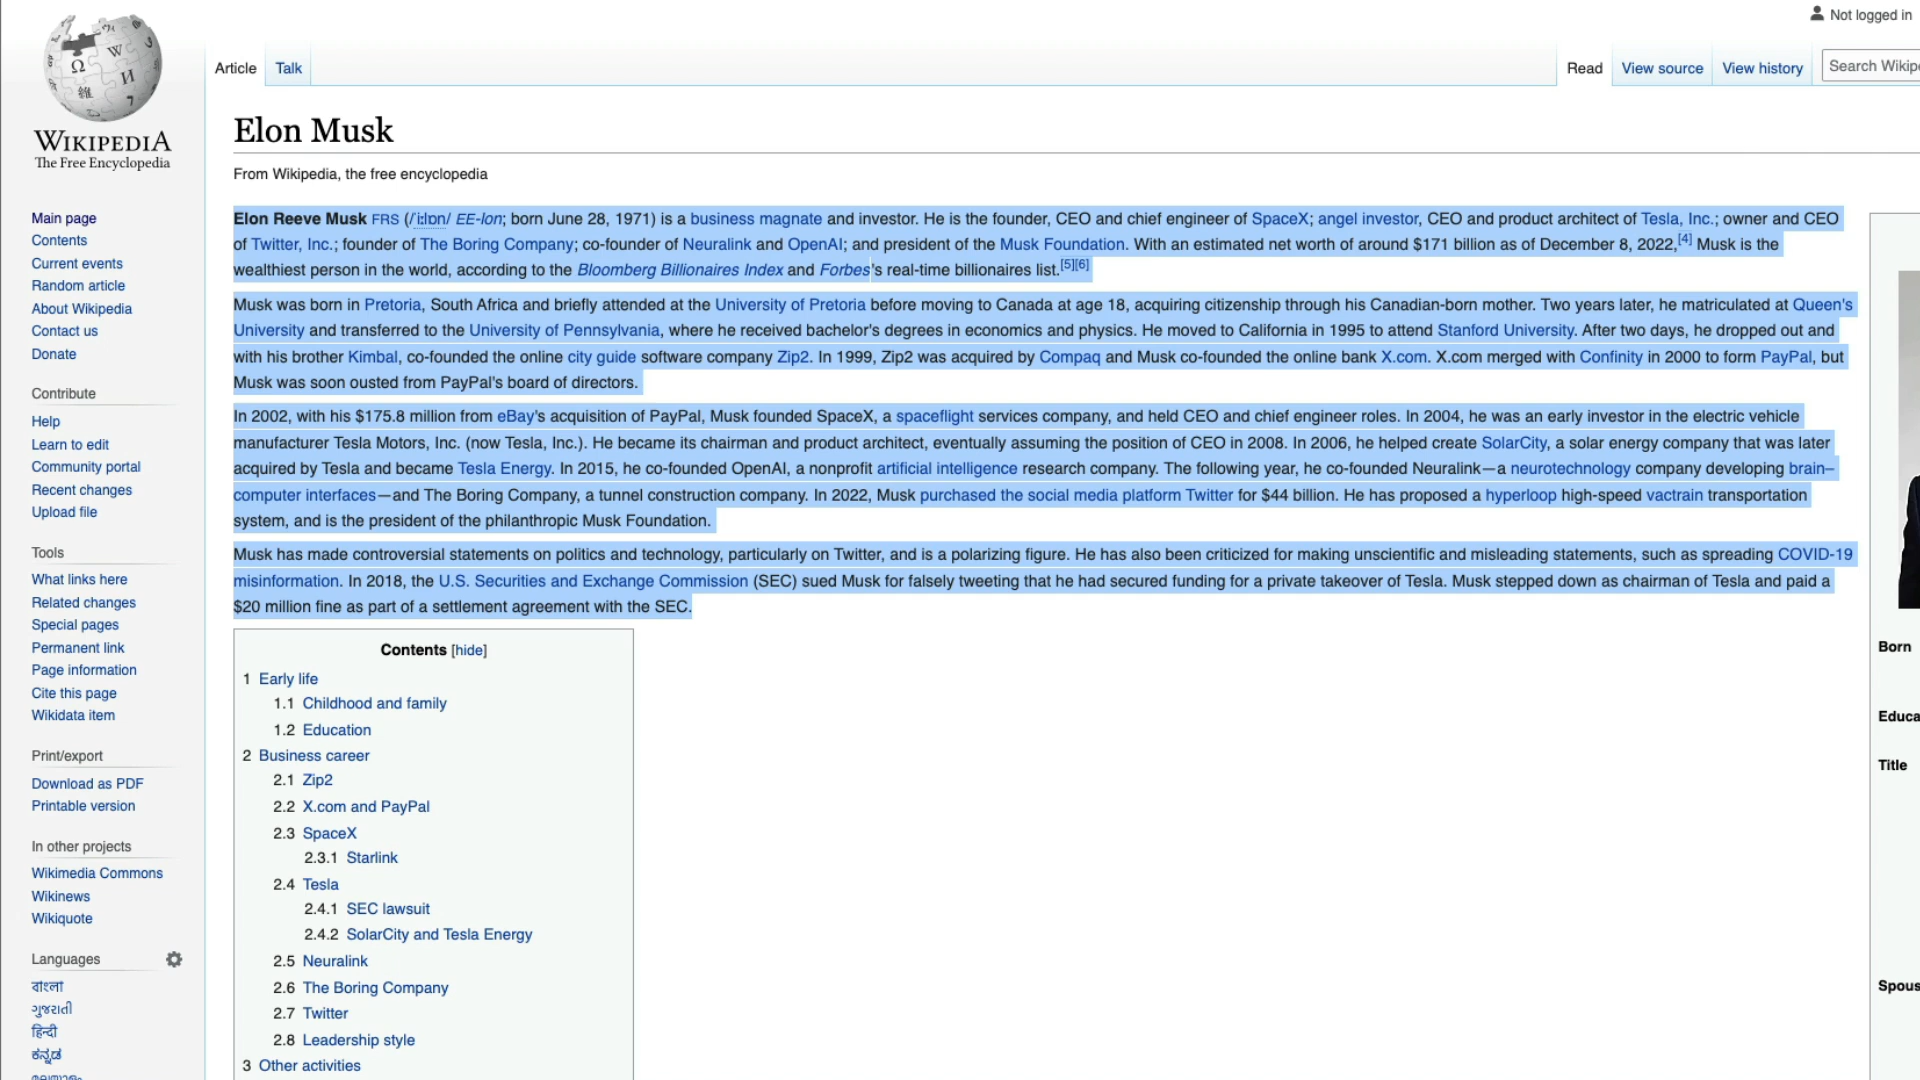 Not logged in
Article
Talk
Read
View source
View history
Search Wikipe
WIKIPEDIA
The Free Encyclopedia
Main page
Contents
Current events
Random article
About Wikipedia
Contact us
Donate
Contribute
Help
Learn to edit
Community portal
Recent changes
Upload file
Tools
What links here
Related changes
Special pages
Permanent link
Page information
Cite this page
Wikidata item
Print/export
Download as PDF
Printable version
In other projects
Wikimedia Commons
Wikinews
Wikiquote
Languages
বাংলা
ગુજરાતી
हिन्दी
ಕನ್ನಡ
Elon Musk
From Wikipedia, the free encyclopedia
Elon Reeve Musk FRS (/ˈiːlɒn/ EE-lon; born June 28, 1971) is a business magnate and investor. He is the founder, CEO and chief engineer of SpaceX; angel investor, CEO and product architect of Tesla, Inc.; owner and CEO
of Twitter, Inc.; founder of The Boring Company; co-founder of Neuralink and OpenAI; and president of the Musk Foundation. With an estimated net worth of around $171 billion as of December 8, 2022,[4] Musk is the
wealthiest person in the world, according to the Bloomberg Billionaires Index and Forbes's real-time billionaires list.[5][6]
Musk was born in Pretoria, South Africa and briefly attended at the University of Pretoria before moving to Canada at age 18, acquiring citizenship through his Canadian-born mother. Two years later, he matriculated at Queen's
University and transferred to the University of Pennsylvania, where he received bachelor's degrees in economics and physics. He moved to California in 1995 to attend Stanford University. After two days, he dropped out and
with his brother Kimbal, co-founded the online city guide software company Zip2. In 1999, Zip2 was acquired by Compaq and Musk co-founded the online bank X.com. X.com merged with Confinity in 2000 to form PayPal, but
Musk was soon ousted from PayPal's board of directors.
In 2002, with his $175.8 million from eBay's acquisition of PayPal, Musk founded SpaceX, a spaceflight services company, and held CEO and chief engineer roles. In 2004, he was an early investor in the electric vehicle
manufacturer Tesla Motors, Inc. (now Tesla, Inc.). He became its chairman and product architect, eventually assuming the position of CEO in 2008. In 2006, he helped create SolarCity, a solar energy company that was later
acquired by Tesla and became Tesla Energy. In 2015, he co-founded OpenAI, a nonprofit artificial intelligence research company. The following year, he co-founded Neuralink—a neurotechnology company developing brain–
computer interfaces—and The Boring Company, a tunnel construction company. In 2022, Musk purchased the social media platform Twitter for $44 billion. He has proposed a hyperloop high-speed vactrain transportation
system, and is the president of the philanthropic Musk Foundation.
Musk has made controversial statements on politics and technology, particularly on Twitter, and is a polarizing figure. He has also been criticized for making unscientific and misleading statements, such as spreading COVID-19
misinformation. In 2018, the U.S. Securities and Exchange Commission (SEC) sued Musk for falsely tweeting that he had secured funding for a private takeover of Tesla. Musk stepped down as chairman of Tesla and paid a
$20 million fine as part of a settlement agreement with the SEC.
Contents [hide]
1 Early life
1.1 Childhood and family
1.2 Education
2 Business career
2.1 Zip2
2.2 X.com and PayPal
2.3 SpaceX
2.3.1 Starlink
2.4 Tesla
2.4.1 SEC lawsuit
2.4.2 SolarCity and Tesla Energy
2.5 Neuralink
2.6 The Boring Company
2.7 Twitter
2.8 Leadership style
3 Other activities
Born
Educa
Title
Spous